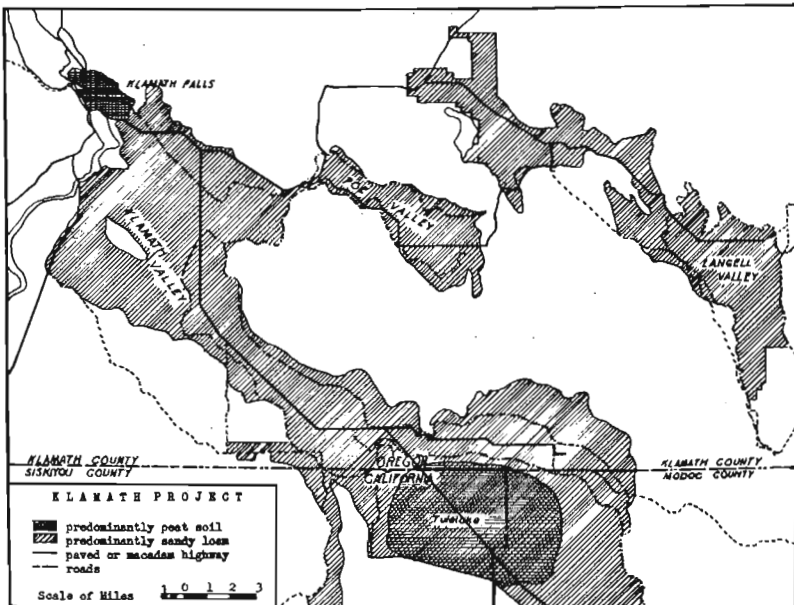 KLAMATH FALLS
POE VALLEY
KLAMATH
VALLEY
LANGELL
VALLEY
KLAMATH COUNTY
SISKIYOU COUNTY
OREGON
CALIFORNIA
KLAMATH COUNTY
MODOC COUNTY
Tulelake
KLAMATH PROJECT
predominantly peat soil
predominantly sandy loam
paved or macadam highway
roads
Scale of Miles 1 0 1 2 3